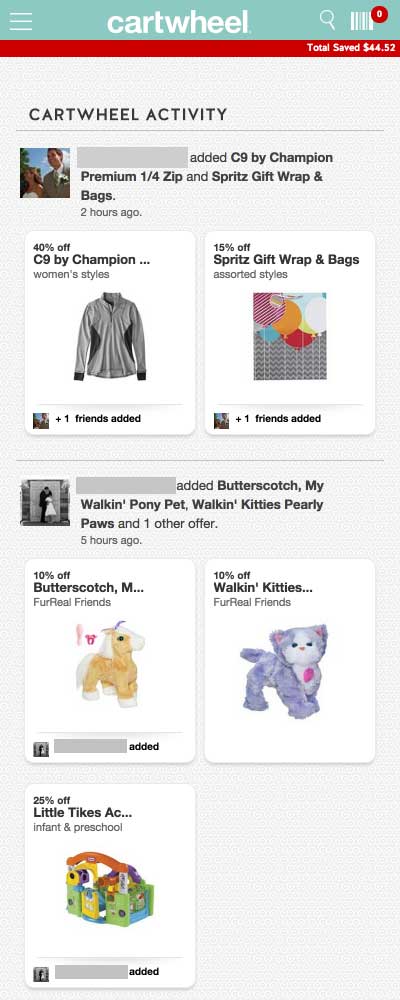 cartwheel
0
Total Saved $44.52
CARTWHEEL ACTIVITY
added C9 by Champion
Premium 1/4 Zip and Spritz Gift Wrap &
Bags.
2 hours ago.
40% off
C9 by Champion ...
women's styles
+ 1 friends added
15% off
Spritz Gift Wrap & Bags
assorted styles
+ 1 friends added
added Butterscotch, My
Walkin' Pony Pet, Walkin' Kitties Pearly
Paws and 1 other offer.
5 hours ago.
10% off
Butterscotch, M...
FurReal Friends
added
10% off
Walkin' Kitties...
FurReal Friends
25% off
Little Tikes Ac...
infant & preschool
added